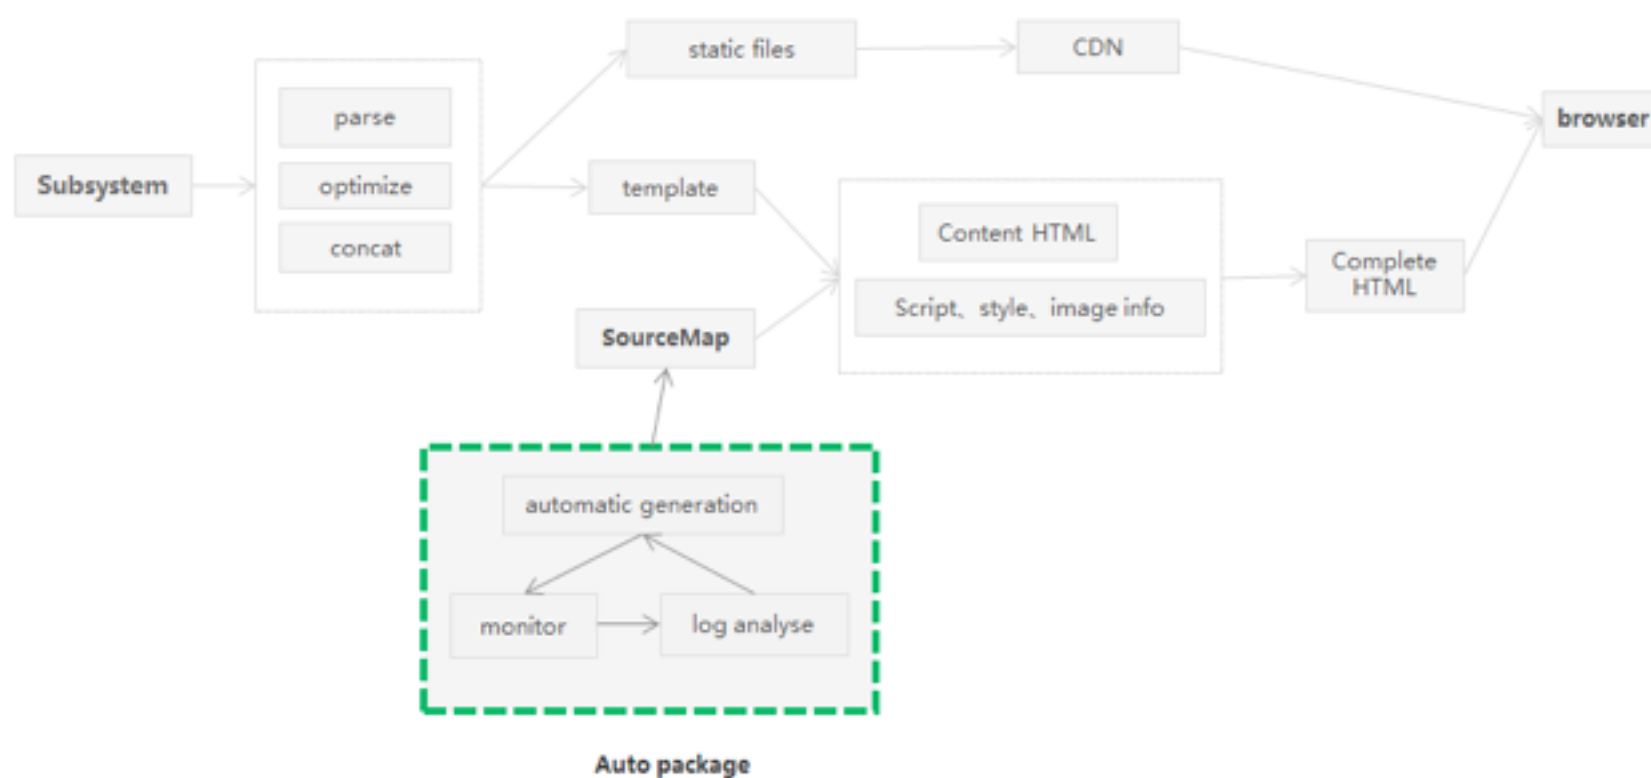 static files
CDN
parse
browser
Subsystem
optimize
template
concat
Content HTML
Complete
HTML
Script、style、image info
SourceMap
automatic generation
monitor
log analyse
Auto package